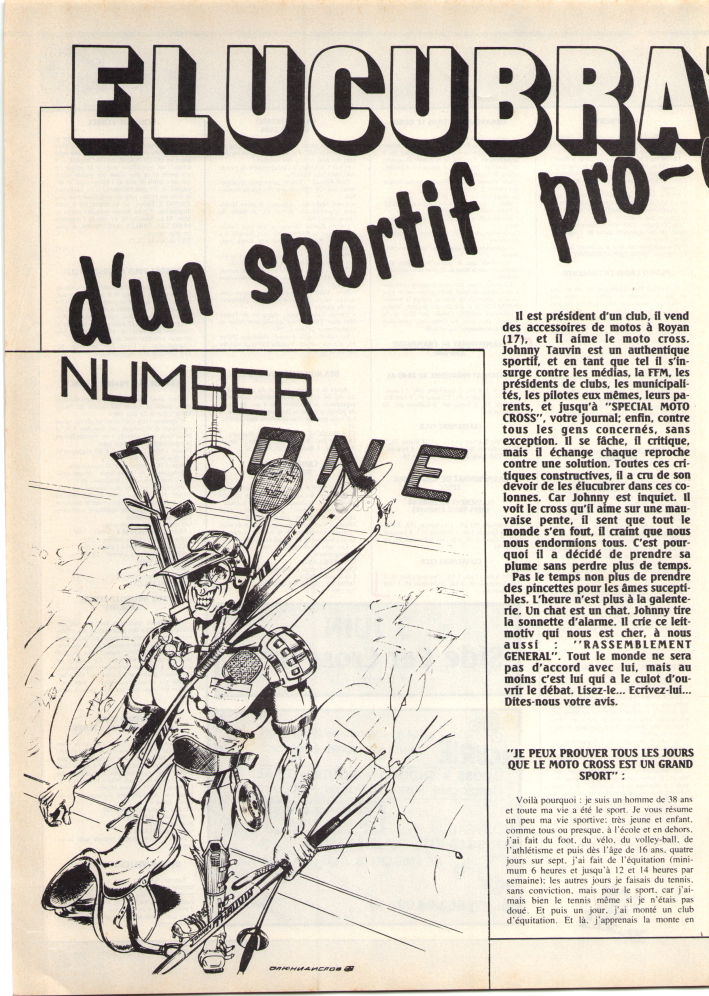 ELUCUBRA
d'un sportif pro-
NUMBER
ONE
Il est président d'un club, il vend
des accessoires de motos à Royan
(17), et il aime le moto cross.
Johnny Tauvin est un authentique
sportif, et en tant que tel il s'in-
surge contre les médias, la FFM, les
présidents de clubs, les municipali-
tés, les pilotes eux mêmes, leurs pa-
rents, et jusqu'à "SPECIAL MOTO
CROSS", votre journal; enfin, contre
tous les gens concernés, sans
exception. Il se fâche, il critique,
mais il échange chaque reproche
contre une solution. Toutes ces cri-
tiques constructives, il a cru de son
devoir de les élucubrer dans ces co-
lonnes. Car Johnny est inquiet. Il
voit le cross qu'il aime sur une mau-
vaise pente, il sent que tout le
monde s'en fout, il craint que nous
nous endormions tous. C'est pour-
quoi il a décidé de prendre sa
plume sans perdre plus de temps.
Pas le temps non plus de prendre
des pincettes pour les âmes sucepti-
bles. L'heure n'est plus à la galente-
rie. Un chat est un chat. Johnny tire
la sonnette d'alarme. Il crie ce leit-
motiv qui nous est cher, à nous
aussi : "RASSEMBLEMENT
GENERAL". Tout le monde ne sera
pas d'accord avec lui, mais au
moins c'est lui qui a le culot d'ou-
vrir le débat. Lisez-le... Ecrivez-lui...
Dites-nous votre avis.
"JE PEUX PROUVER TOUS LES JOURS
QUE LE MOTO CROSS EST UN GRAND
SPORT" :
Voilà pourquoi : je suis un homme de 38 ans
et toute ma vie a été le sport. Je vous résume
un peu ma vie sportive; très jeune et enfant,
comme tous ou presque, à l'école et en dehors,
j'ai fait du foot, du vélo, du volley-ball, de
l'athlétisme et puis dès l'âge de 16 ans, quatre
jours sur sept, j'ai fait de l'équitation (mini-
mum 6 heures et jusqu'à 12 et 14 heures par
semaine); les autres jours je faisais du tennis,
sans conviction, mais pour le sport, car j'ai-
mais bien le tennis même si je n'étais pas
doué. Et puis un jour, j'ai monté un club
d'équitation. Et là, j'apprenais la monte en